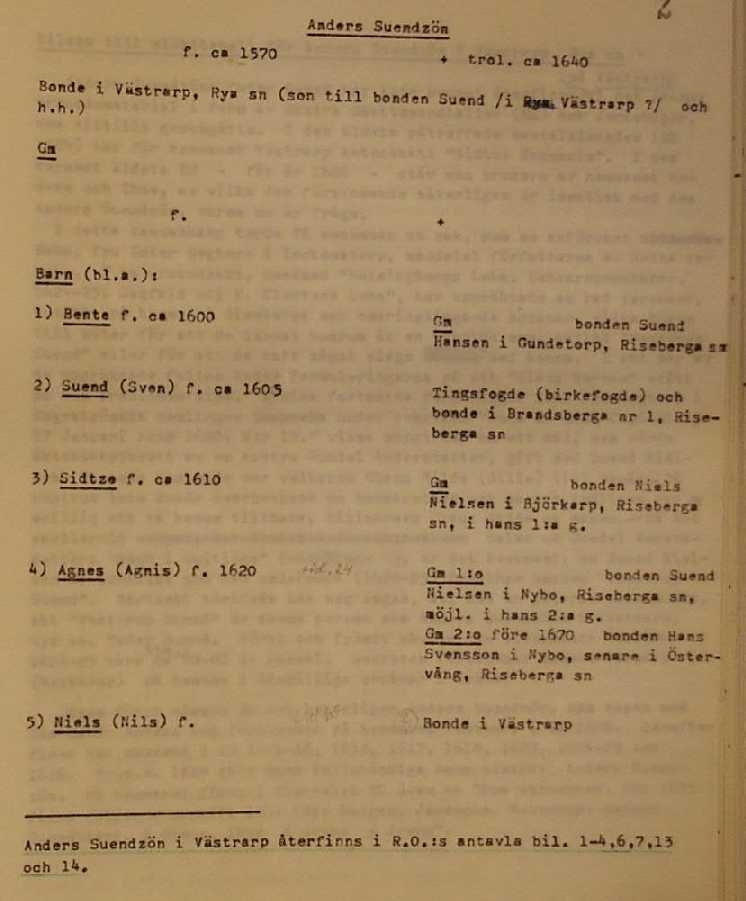 2
Anders Suendzön
f. ca 1570 + trol. ca 1640
Bonde i Västrarp, Rya sn (son till bonden Suend /i Västrarp ?/ och
h.h.)
Gm
f. +
Barn (bl.a.):
1) Bente f. ca 1600 Gm bonden Suend
Hansen i Gundetorp, Riseberga sn
2) Suend (Sven) f. ca 1605 Tingsfogde (birkefogde) och
bonde i Brandsberga nr 1, Rise-
berga sn
3) Sidtze f. ca 1610 Gm bonden Niels
Nielsen i Björkarp, Riseberga
sn, i hans 1:a g.
4) Agnes (Agnis) f. 1620 sid. 24 Gm 1:o bonden Suend
Nielsen i Nybo, Riseberga sn,
möjl. i hans 2:a g.
Gm 2:o före 1670 bonden Hans
Svensson i Nybo, senare i Öster-
vång, Riseberga sn
5) Niels (Nils) f. Bonde i Västrarp
Anders Suendzön i Västrarp återfinns i R.O.:s antavla bil. 1-4,6,7,13
och 14.